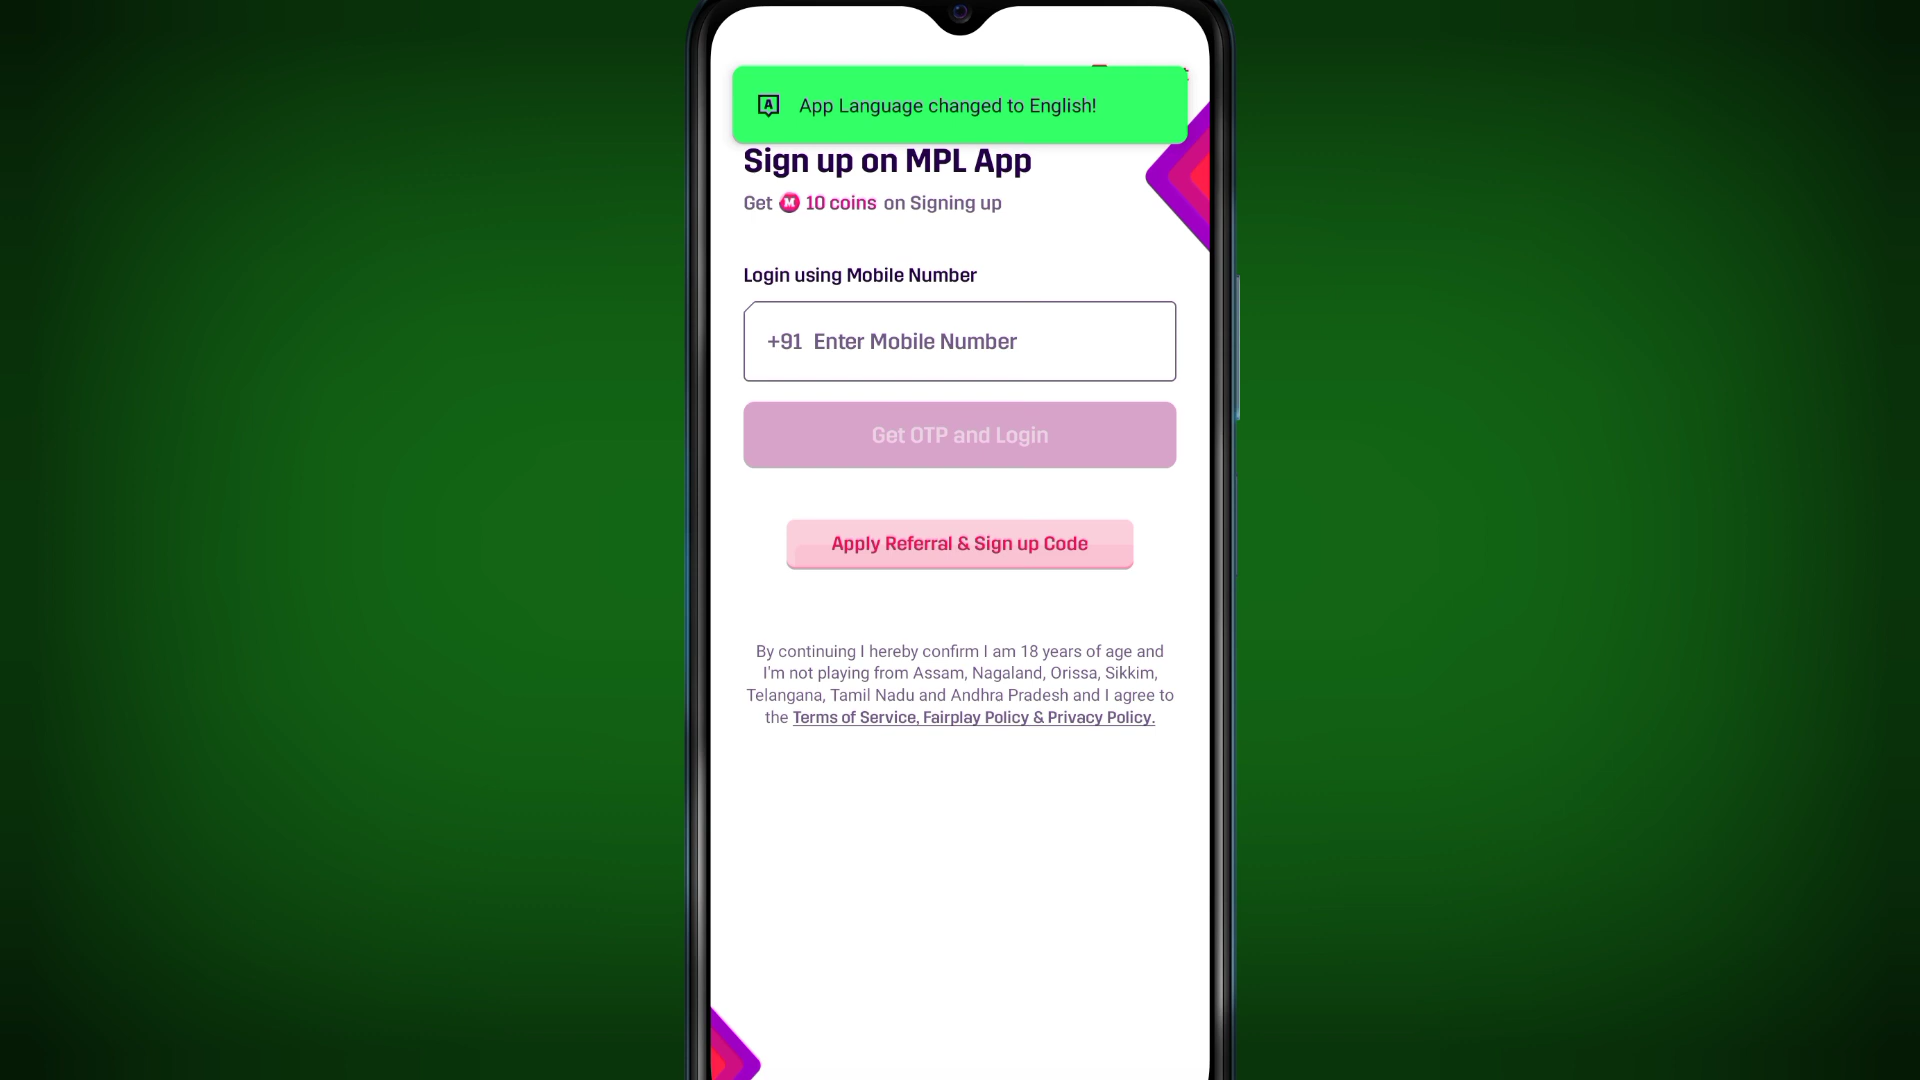 App Language changed to English!
Sign up on MPL App
Get M 10 coins on Signing up
Login using Mobile Number
+91 Enter Mobile Number
Get OTP and Login
Apply Referral & Sign up Code
By continuing I hereby confirm I am 18 years of age and
I'm not playing from Assam, Nagaland, Orissa, Sikkim,
Telangana, Tamil Nadu and Andhra Pradesh and I agree to
the Terms of Service, Fairplay Policy & Privacy Policy.